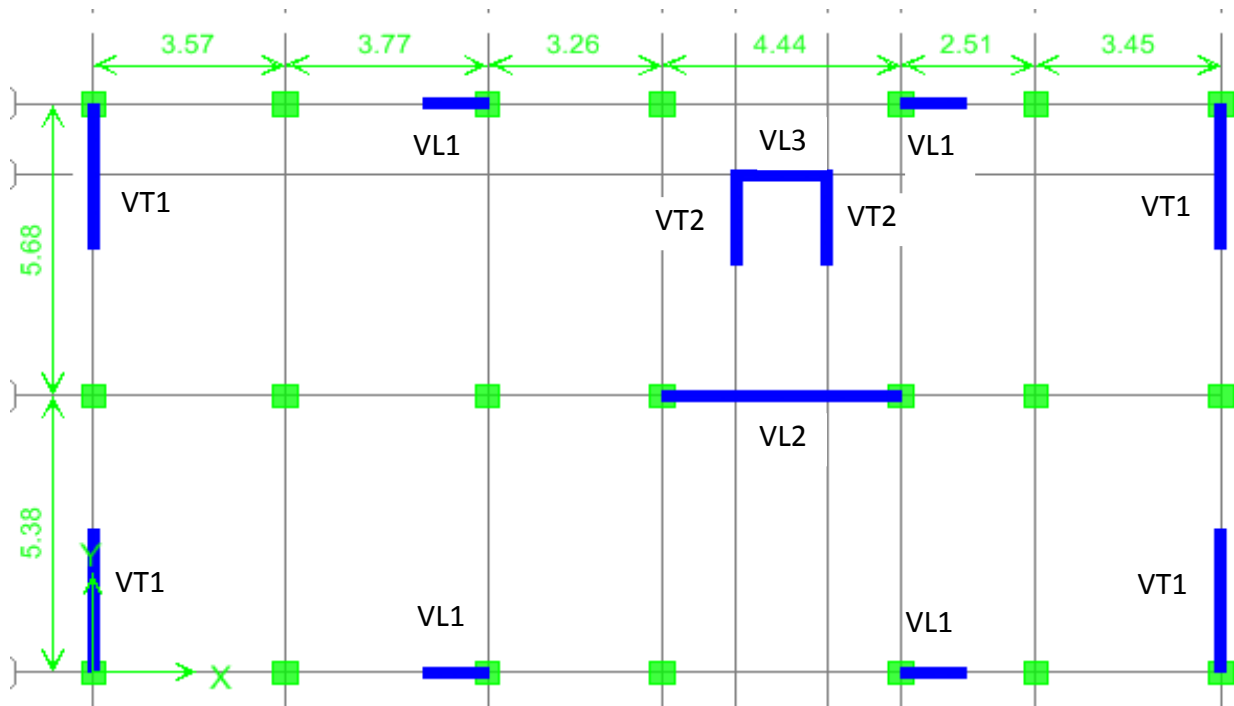 3.57 3.77 3.26 4.44 2.51 3.45
VL1 VL3 VL1
VT1 VT2 VT2 VT1
5.68
VL2
5.38
Y
VT1 VL1 VL1 VT1
X